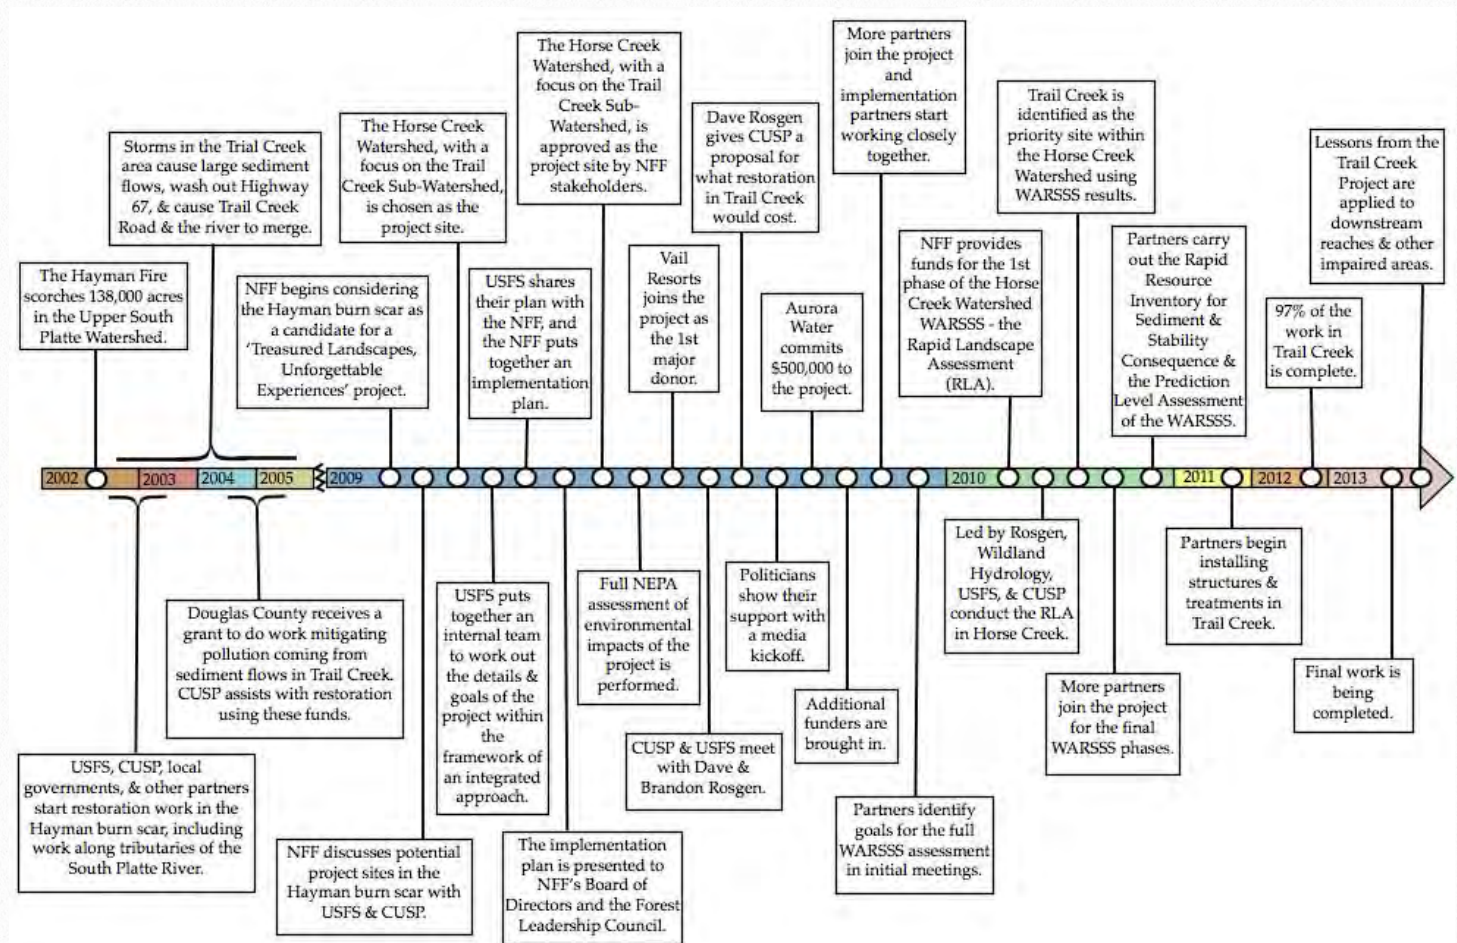 The Hayman Fire
scorches 138,000 acres
in the Upper South
Platte Watershed.
Storms in the Trial Creek
area cause large sediment
flows, wash out Highway
67, & cause Trail Creek
Road & the river to merge.
NFF begins considering
the Hayman burn scar as
a candidate for a
'Treasured Landscapes,
Unforgettable
Experiences' project.
The Horse Creek
Watershed, with a
focus on the Trail
Creek Sub-Watershed,
is chosen as the
project site.
USFS shares
their plan with
the NFF, and
the NFF puts
together an
implementation
plan.
The Horse Creek
Watershed, with a
focus on the Trail
Creek Sub-
Watershed, is
approved as the
project site by NFF
stakeholders.
Vail
Resorts
joins the
project as
the 1st
major
donor.
Dave Rosgen
gives CUSP a
proposal for
what restoration
in Trail Creek
would cost.
Aurora
Water
commits
$500,000 to
the project.
More partners
join the project
and
implementation
partners start
working closely
together.
NFF provides
funds for the 1st
phase of the Horse
Creek Watershed
WARSSS - the
Rapid Landscape
Assessment
(RLA).
Trail Creek is
identified as the
priority site within
the Horse Creek
Watershed using
WARSSS results.
Partners carry
out the Rapid
Resource
Inventory for
Sediment &
Stability
Consequence &
the Prediction
Level Assessment
of the WARSSS.
97% of the
work in
Trail Creek
is complete.
Lessons from the
Trail Creek
Project are
applied to
downstream
reaches & other
impaired areas.
2002 2003 2004 2005 2009 2010 2011 2012 2013
USFS, CUSP, local
governments, & other partners
start restoration work in the
Hayman burn scar, including
work along tributaries of the
South Platte River.
Douglas County receives a
grant to do work mitigating
pollution coming from
sediment flows in Trail Creek.
CUSP assists with restoration
using these funds.
NFF discusses potential
project sites in the
Hayman burn scar with
USFS & CUSP.
USFS puts
together an
internal team
to work out
the details &
goals of the
project within
the
framework of
an integrated
approach.
The implementation
plan is presented to
NFF's Board of
Directors and the Forest
Leadership Council.
Full NEPA
assessment of
environmental
impacts of the
project is
performed.
CUSP & USFS meet
with Dave &
Brandon Rosgen.
Politicians
show their
support with
a media
kickoff.
Additional
funders are
brought in.
Partners identify
goals for the full
WARSSS assessment
in initial meetings.
Led by Rosgen,
Wildland
Hydrology,
USFS, & CUSP
conduct the RLA
in Horse Creek.
More partners
join the project
for the final
WARSSS phases.
Partners begin
installing
structures &
treatments in
Trail Creek.
Final work is
being
completed.